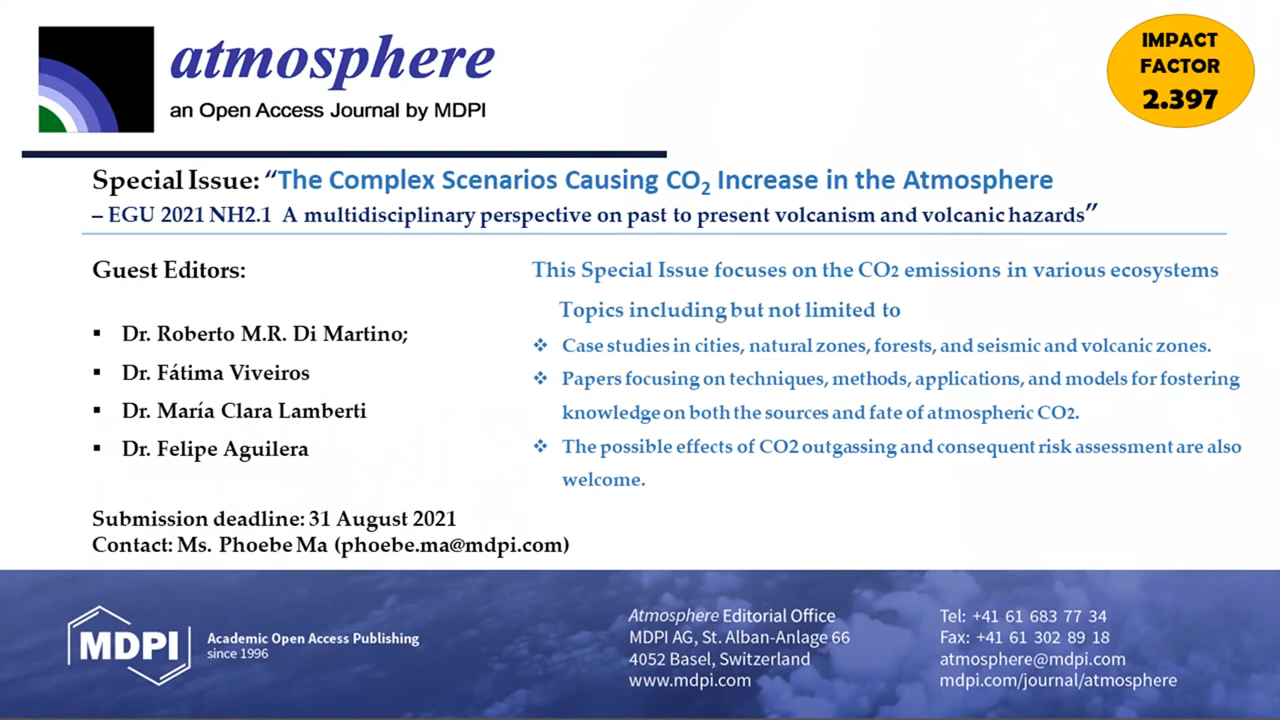 atmosphere
an Open Access Journal by MDPI
IMPACT
FACTOR
2.397
Special Issue: “The Complex Scenarios Causing CO₂ Increase in the Atmosphere
– EGU 2021 NH2.1 A multidisciplinary perspective on past to present volcanism and volcanic hazards”
Guest Editors:
▪ Dr. Roberto M.R. Di Martino;
▪ Dr. Fátima Viveiros
▪ Dr. María Clara Lamberti
▪ Dr. Felipe Aguilera
Submission deadline: 31 August 2021
Contact: Ms. Phoebe Ma (phoebe.ma@mdpi.com)
This Special Issue focuses on the CO2 emissions in various ecosystems
Topics including but not limited to
❖ Case studies in cities, natural zones, forests, and seismic and volcanic zones.
❖ Papers focusing on techniques, methods, applications, and models for fostering
knowledge on both the sources and fate of atmospheric CO2.
❖ The possible effects of CO2 outgassing and consequent risk assessment are also
welcome.
MDPI
Academic Open Access Publishing
since 1996
Atmosphere Editorial Office
MDPI AG, St. Alban-Anlage 66
4052 Basel, Switzerland
www.mdpi.com
Tel: +41 61 683 77 34
Fax: +41 61 302 89 18
atmosphere@mdpi.com
mdpi.com/journal/atmosphere